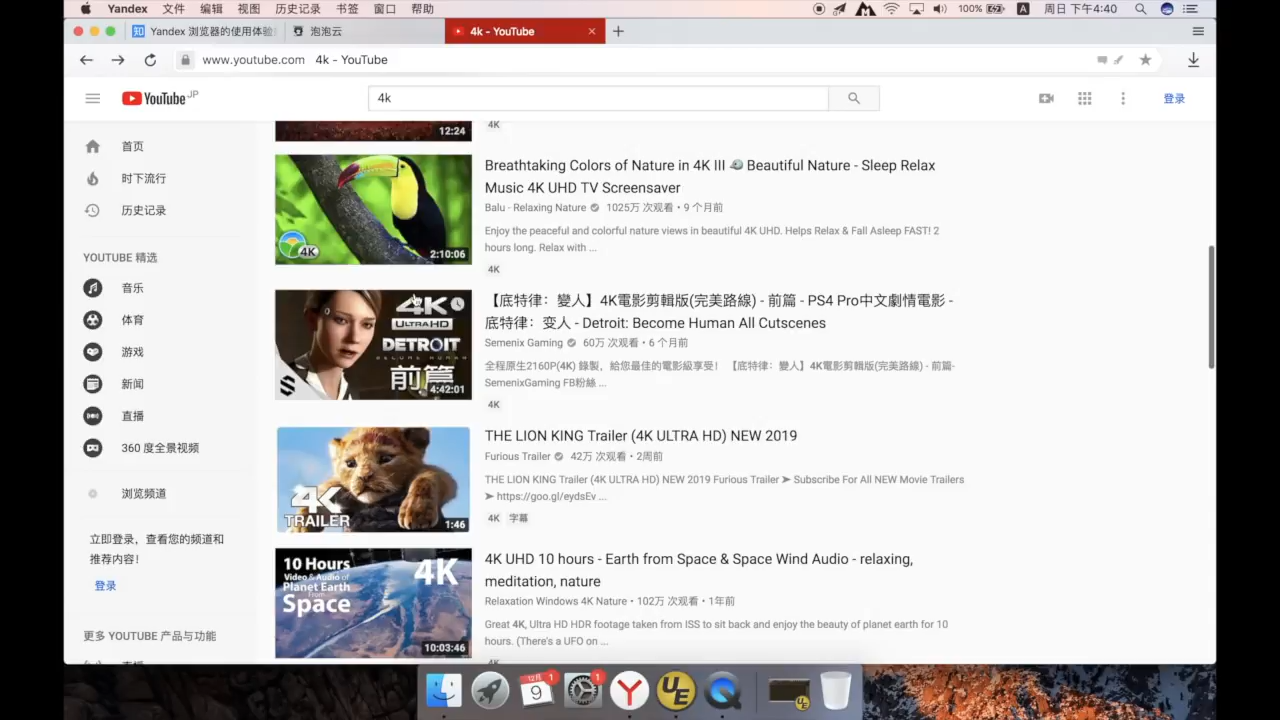 Yandex 文件 编辑 视图 历史记录 书签 窗口 帮助
100% A 周日 下午4:40
知 Yandex 浏览器的使用体验
泡泡云
4k - YouTube
www.youtube.com 4k - YouTube
YouTube JP
4k
登录
首页
时下流行
历史记录
YOUTUBE 精选
音乐
体育
游戏
新闻
直播
360 度全景视频
浏览频道
立即登录，查看您的频道和
推荐内容！
登录
更多 YOUTUBE 产品与功能
12:24
4K
4K
2:10:06
Breathtaking Colors of Nature in 4K III Beautiful Nature - Sleep Relax
Music 4K UHD TV Screensaver
Balu - Relaxing Nature 1025万 次观看 • 9 个月前
Enjoy the peaceful and colorful nature views in beautiful 4K UHD. Helps Relax & Fall Asleep FAST! 2
hours long. Relax with ...
4K
4K
ULTRA HD
DETROIT
BECOME HUMAN
前篇
4:42:01
【底特律：變人】4K電影剪輯版(完美路線) - 前篇 - PS4 Pro中文劇情電影 -
底特律：变人 - Detroit: Become Human All Cutscenes
Semenix Gaming 60万 次观看 • 6 个月前
全程原生2160P(4K) 錄製，給您最佳的電影級享受！ 【底特律：變人】4K電影剪輯版(完美路線) - 前篇-
SemenixGaming FB粉絲 ...
4K
4K
TRAILER
1:46
THE LION KING Trailer (4K ULTRA HD) NEW 2019
Furious Trailer 42万 次观看 • 2周前
THE LION KING Trailer (4K ULTRA HD) NEW 2019 Furious Trailer ➤ Subscribe For All NEW Movie Trailers
➤ https://goo.gl/eydsEv ...
4K 字幕
10 Hours
Video & Audio of
Planet Earth
From
Space
4K
10:03:46
4K UHD 10 hours - Earth from Space & Space Wind Audio - relaxing,
meditation, nature
Relaxation Windows 4K Nature • 102万 次观看 • 1年前
Great 4K, Ultra HD HDR footage taken from ISS to sit back and enjoy the beauty of planet earth for 10
hours. (There's a UFO on ...
4K
12月 1
9
1
UE